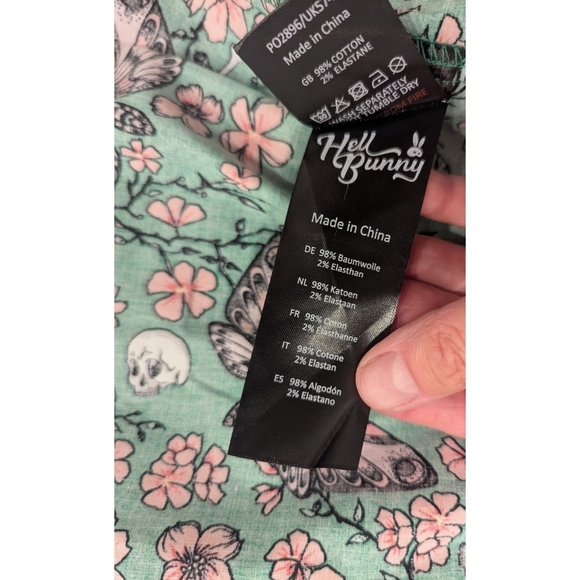 PO2896/UK57
Made in China
GB 98% COTTON
2% ELASTANE
WASH SEPARATELY
TUMBLE DRY
FIRE
Hell
Bunny
Made in China
DE 98% Baumwolle
2% Elasthan
NL 98% Katoen
2% Elastaan
FR 98% Coton
2% Elasthanne
IT 98% Cotone
2% Elastan
ES 98% Algodón
2% Elastano